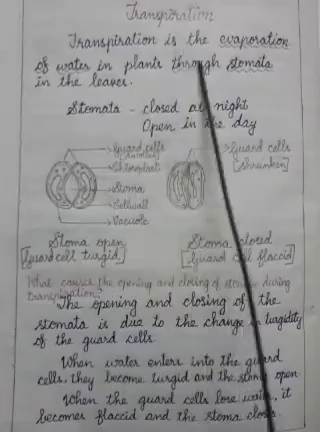 Transpiration
Transpiration is the evaporation
of water in plants through stomata
in the leaves.
Stomata - closed at night
Open in the day
Guard cells
Guard cells
[Shrunken]
Chloroplast
Stoma
Cellwall
Vacuole
Stoma open
[Guard cell turgid]
Stoma closed
[Guard cell flaccid]
What causes the opening and closing of stomata during
transpiration?
The opening and closing of the
stomata is due to the change in turgidity
of the guard cells.
When water enters into the guard
cells, they become turgid and the stoma open.
When the guard cells lose water, it
becomes flaccid and the stoma closes.